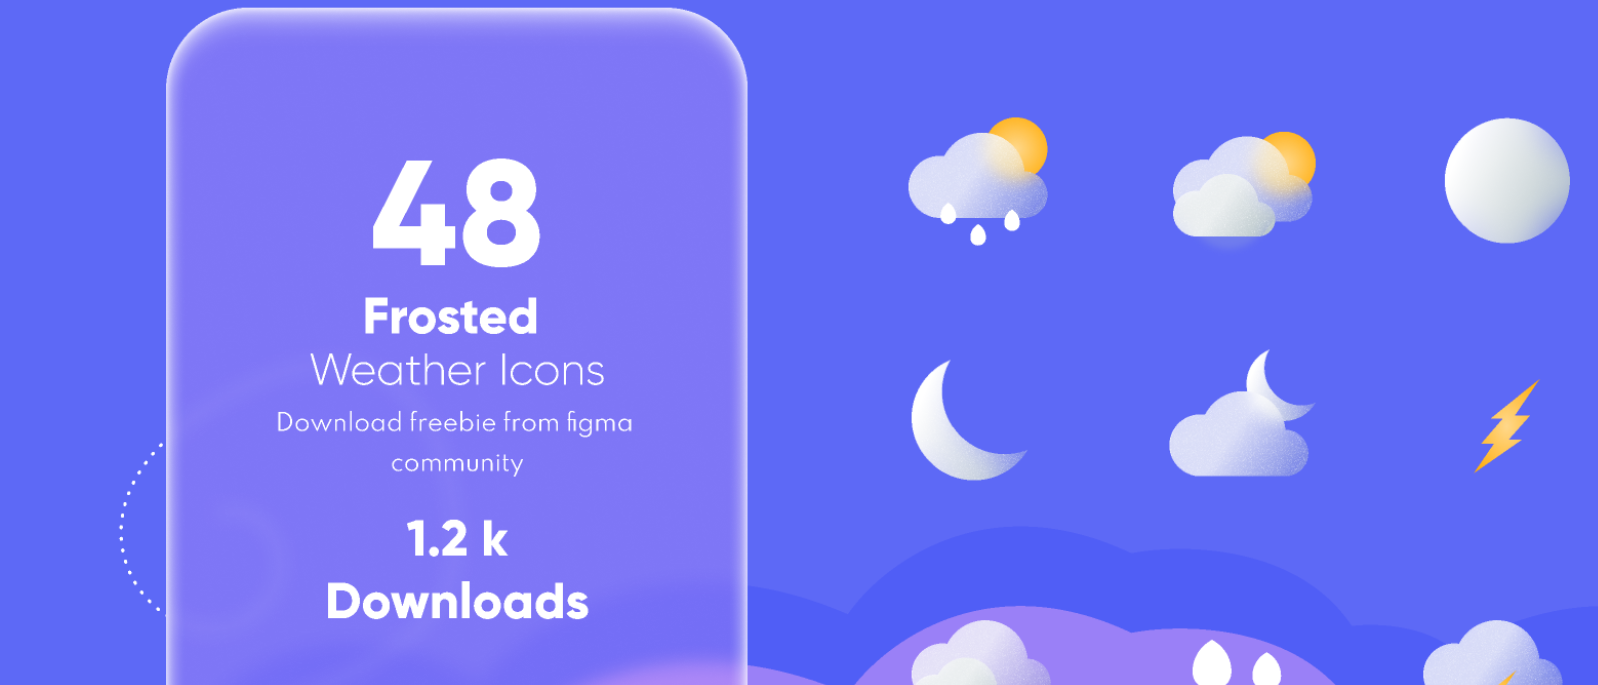 48
Frosted
Weather Icons
Download freebie from figma
community
1.2 k
Downloads